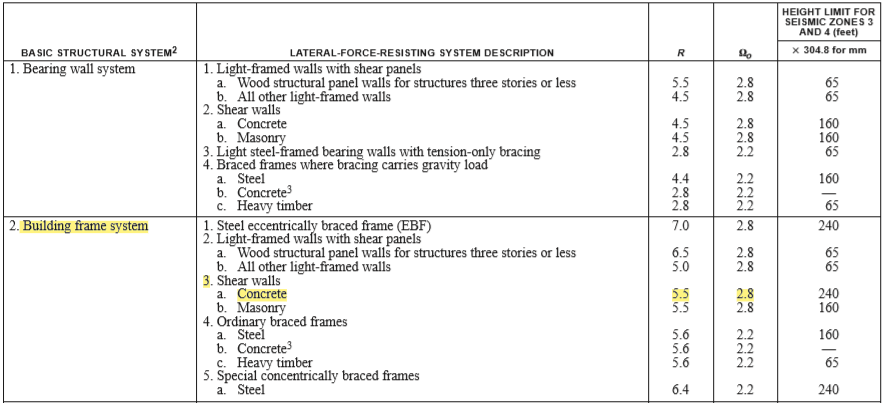 HEIGHT LIMIT FOR
SEISMIC ZONES 3
AND 4 (feet)
BASIC STRUCTURAL SYSTEM2 LATERAL-FORCE-RESISTING SYSTEM DESCRIPTION R Ωo × 304.8 for mm
1. Bearing wall system 1. Light-framed walls with shear panels
a. Wood structural panel walls for structures three stories or less 5.5 2.8 65
b. All other light-framed walls 4.5 2.8 65
2. Shear walls
a. Concrete 4.5 2.8 160
b. Masonry 4.5 2.8 160
3. Light steel-framed bearing walls with tension-only bracing 2.8 2.2 65
4. Braced frames where bracing carries gravity load
a. Steel 4.4 2.2 160
b. Concrete3 2.8 2.2 —
c. Heavy timber 2.8 2.2 65
2. Building frame system 1. Steel eccentrically braced frame (EBF) 7.0 2.8 240
2. Light-framed walls with shear panels
a. Wood structural panel walls for structures three stories or less 6.5 2.8 65
b. All other light-framed walls 5.0 2.8 65
3. Shear walls
a. Concrete 5.5 2.8 240
b. Masonry 5.5 2.8 160
4. Ordinary braced frames
a. Steel 5.6 2.2 160
b. Concrete3 5.6 2.2 —
c. Heavy timber 5.6 2.2 65
5. Special concentrically braced frames
a. Steel 6.4 2.2 240